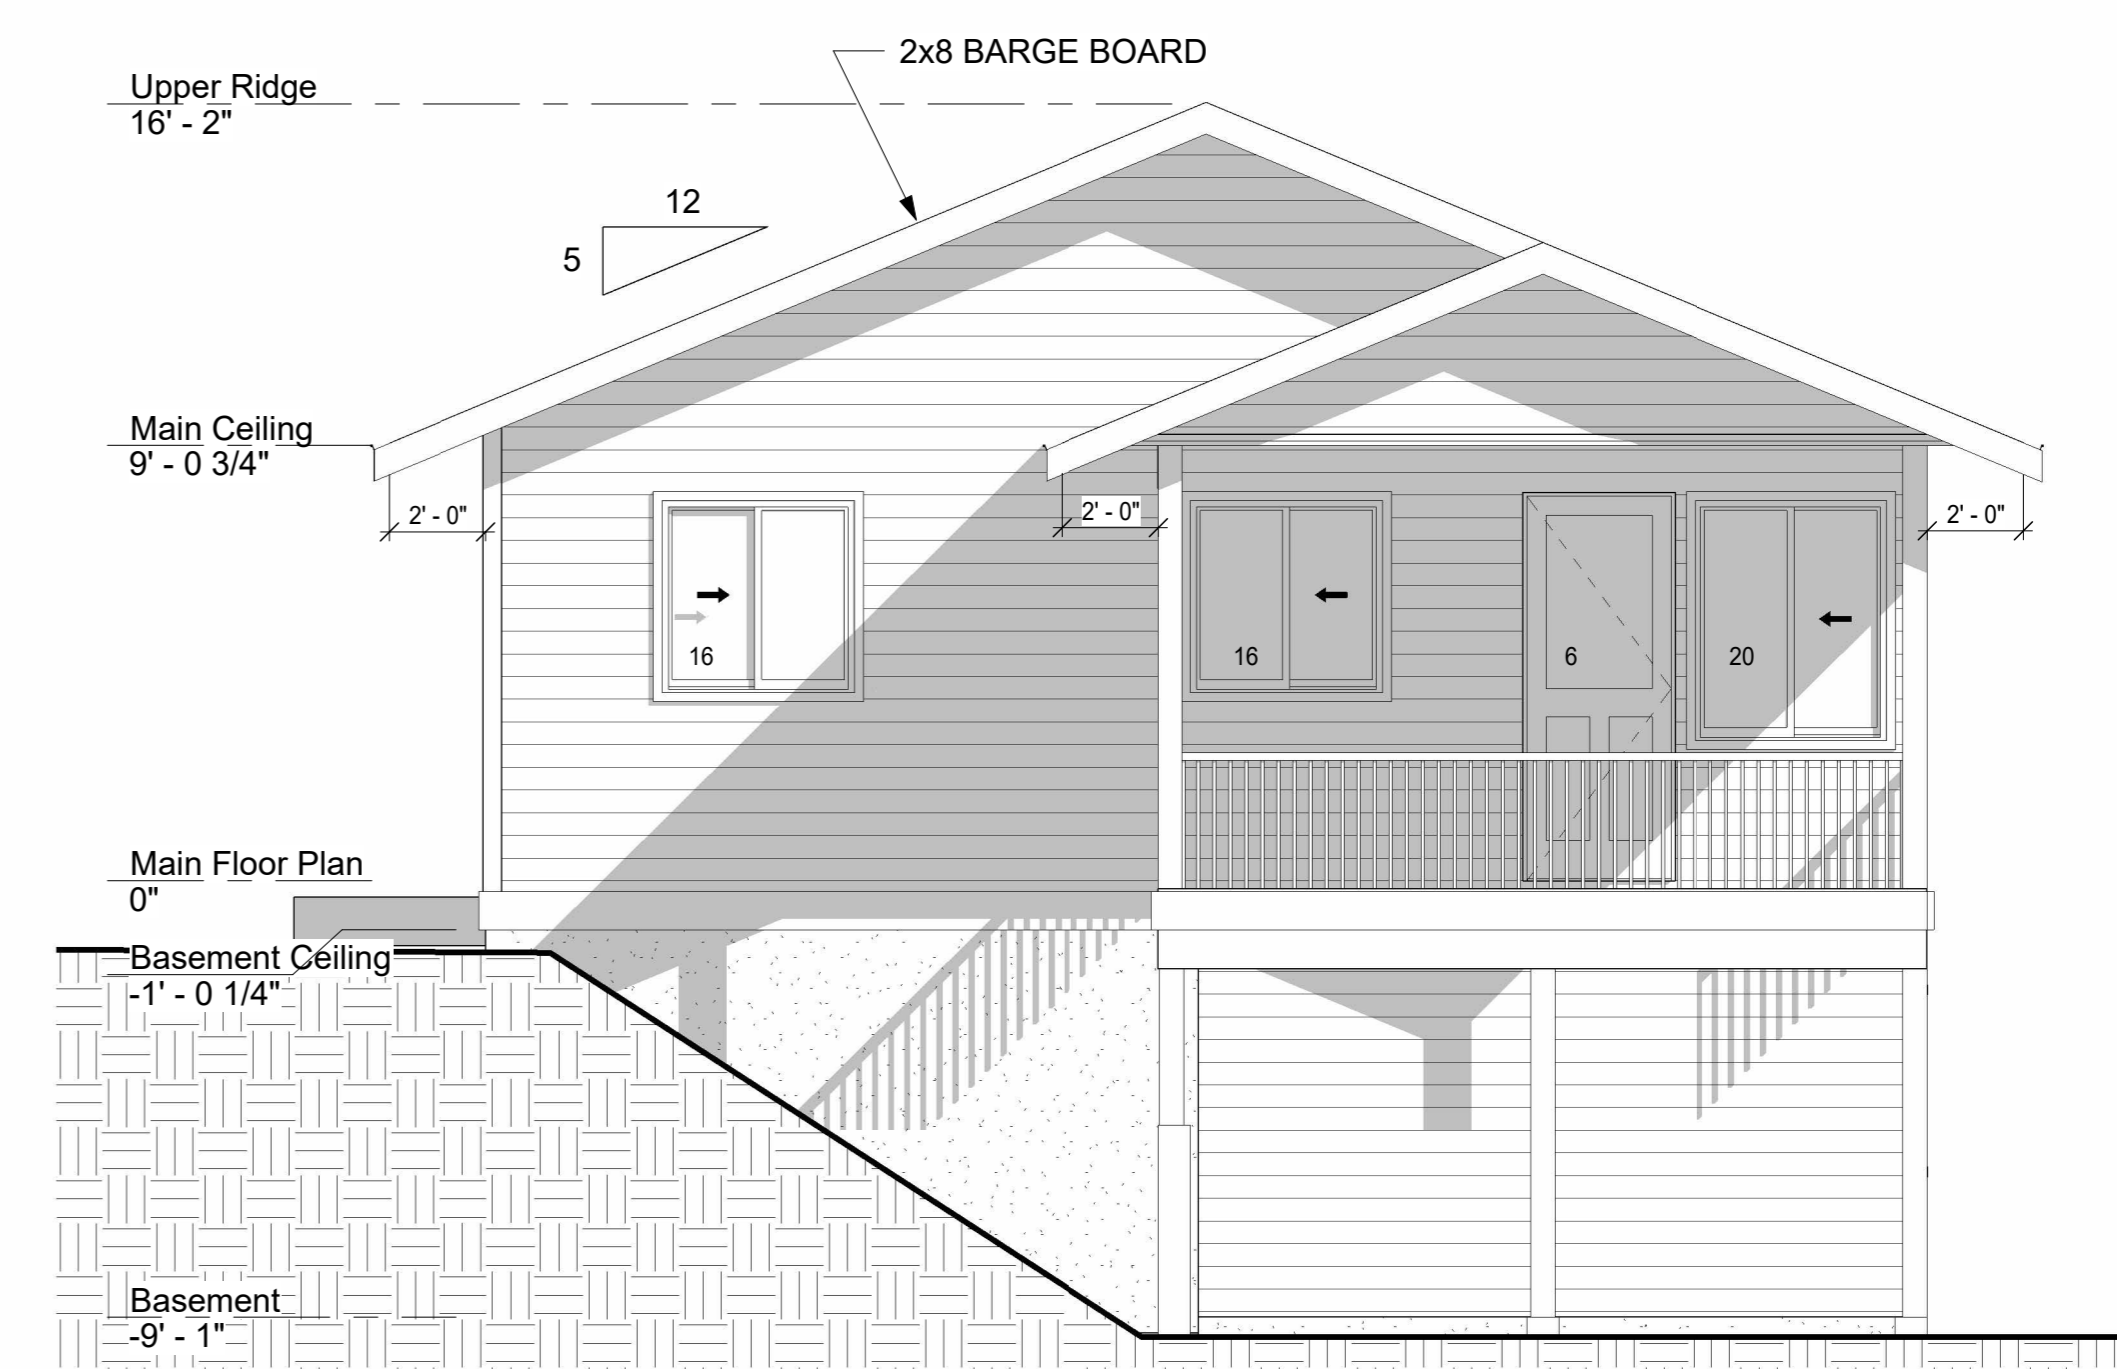 2x8 BARGE BOARD
Upper Ridge
16' - 2"
12
5
Main Ceiling
9' - 0 3/4"
2' - 0"
2' - 0"
2' - 0"
16
16
6
20
Main Floor Plan
0"
Basement Ceiling
-1' - 0 1/4"
Basement
-9' - 1"